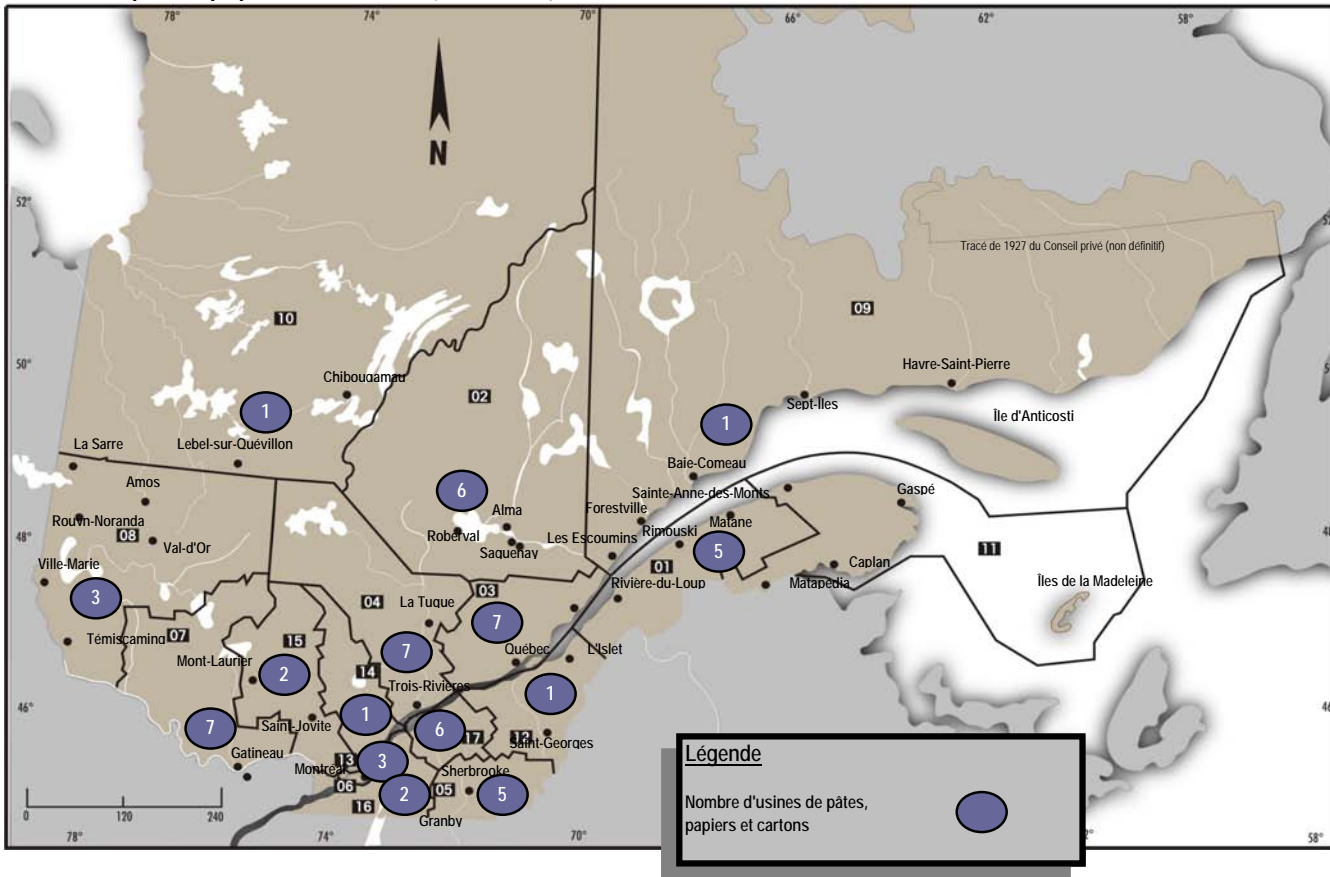 78° 74° 70° 66° 62° 58°
N
52°
Tracé de 1927 du Conseil privé (non définitif)
10
09
50°
Havre-Saint-Pierre
Chibougamau
02
Sept-Iles
Île d'Anticosti
1
1
Lebel-sur-Quévillon
La Sarre
Baie-Comeau
6
Sainte-Anne-des-Monts
Gaspé
Amos
Alma
Forestville
Rouyn-Noranda
Roberval
Rimouski
Matane
08
48°
Val-d'Or
Saguenay
Les Escoumins
5
11
Ville-Marie
01
Caplan
Rivière-du-Loup
Matapédia
Îles de la Madeleine
3
03
04
La Tuque
7
Témiscaming
07
15
Mont-Laurier
7
Québec
L'Islet
2
14
Trois-Rivières
1
46°
1
7
Saint-Jovite
6
17
12
Saint-Georges
Gatineau
13
3
Montréal
Sherbrooke
06
2
05
5
16
Granby
0 120 240
78° 74° 70° 58°
Légende
Nombre d'usines de pâtes,
papiers et cartons